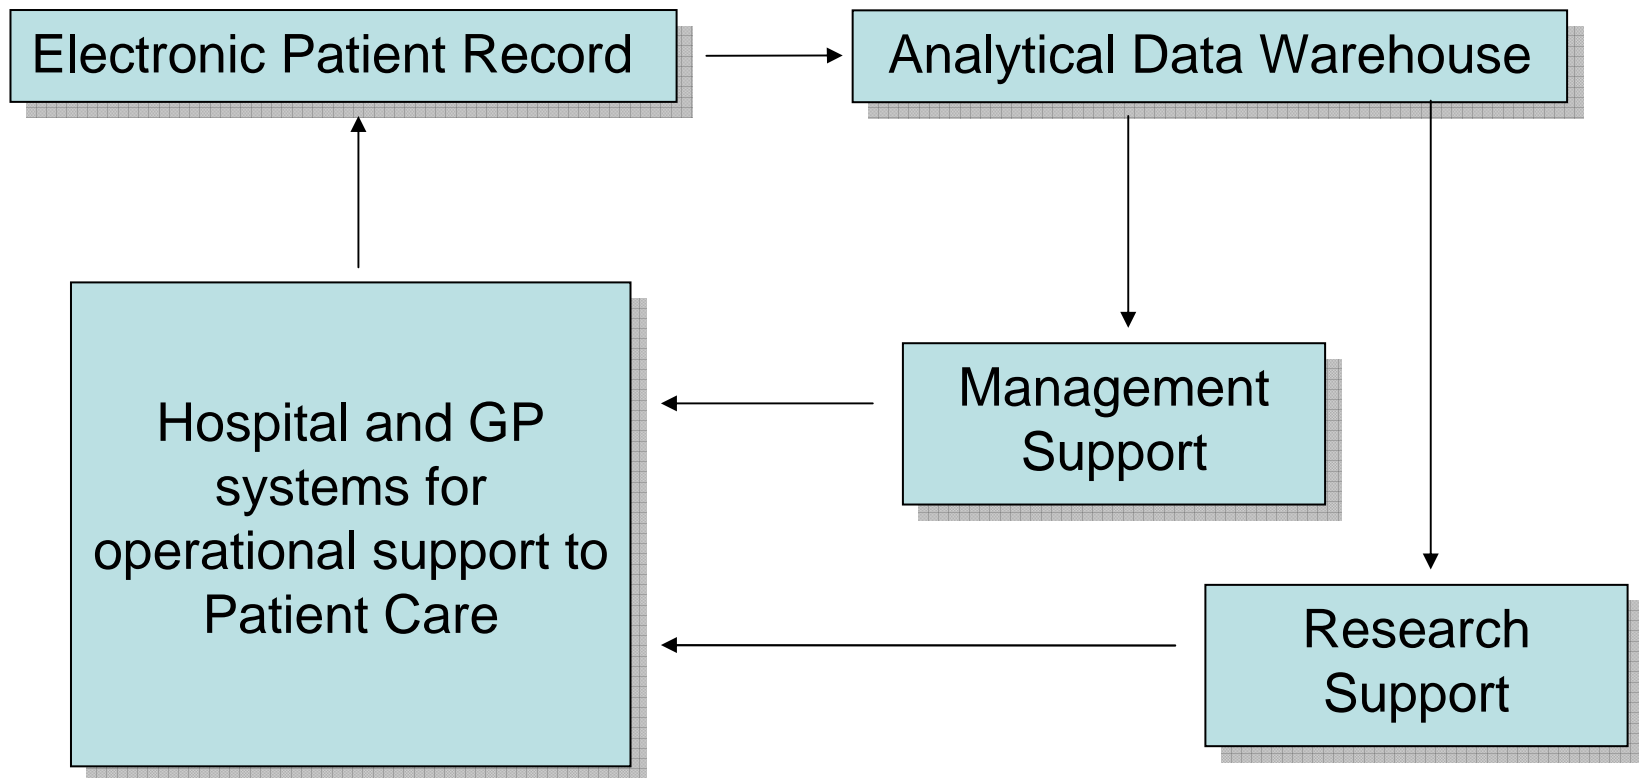 Electronic Patient Record
Analytical Data Warehouse
Hospital and GP
systems for
operational support to
Patient Care
Management
Support
Research
Support